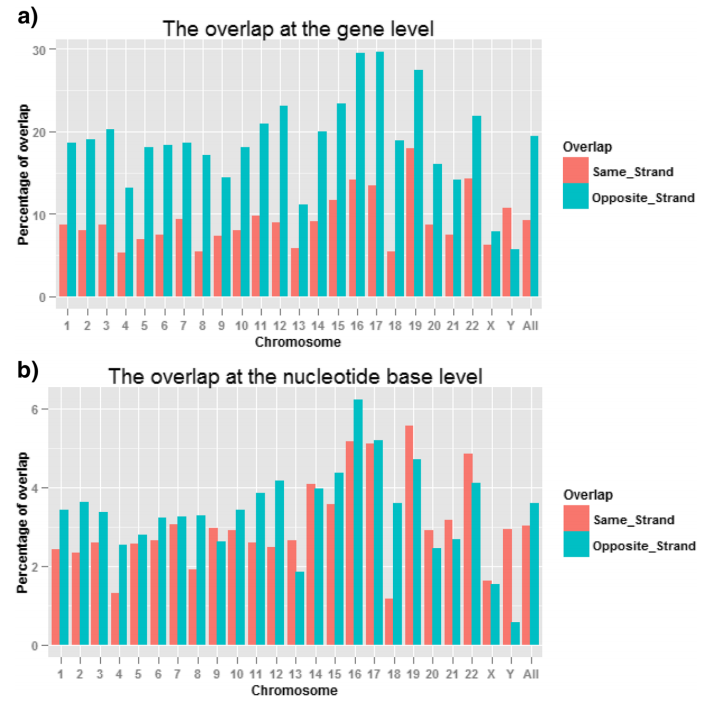 a)
The overlap at the gene level
Percentage of overlap
30
20
10
0
1 2 3 4 5 6 7 8 9 10 11 12 13 14 15 16 17 18 19 20 21 22 X Y All
Chromosome
Overlap
Same_Strand
Opposite_Strand
b)
The overlap at the nucleotide base level
Percentage of overlap
6
4
2
0
1 2 3 4 5 6 7 8 9 10 11 12 13 14 15 16 17 18 19 20 21 22 X Y All
Chromosome
Overlap
Same_Strand
Opposite_Strand